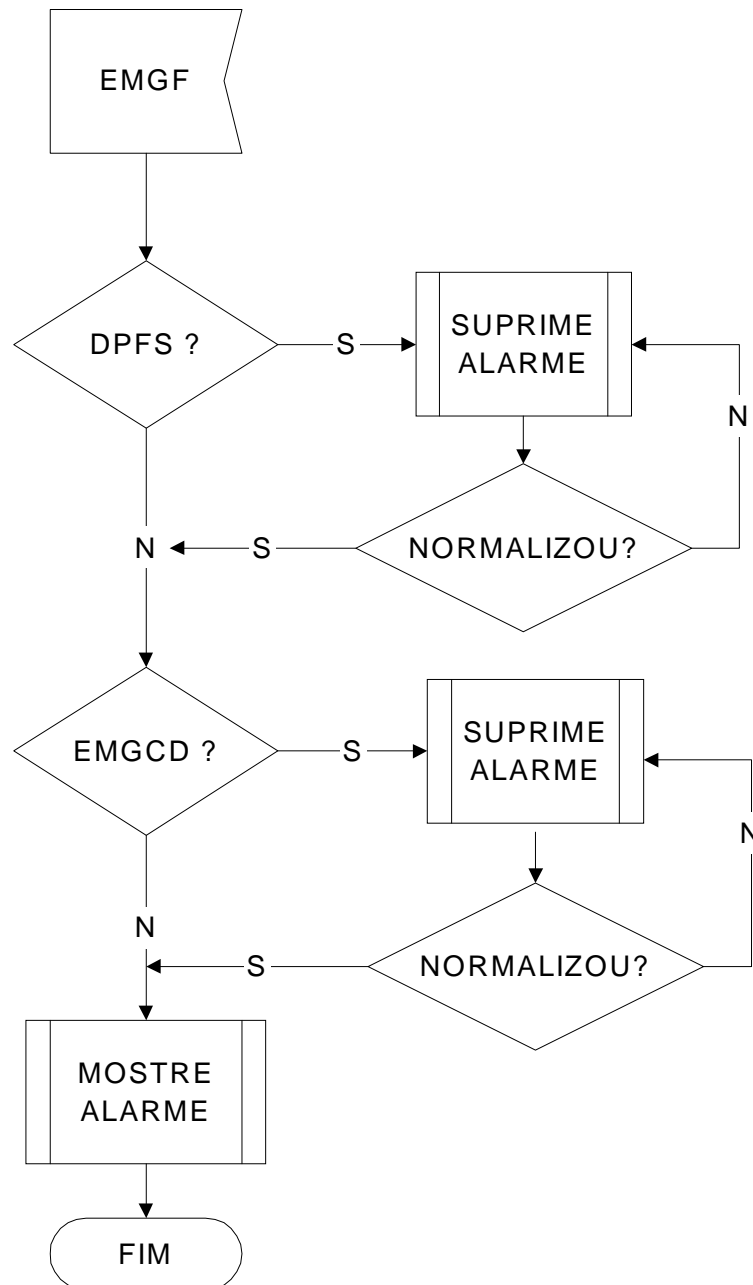 EMGF
DPFS ?
S
SUPRIME
ALARME
N
N
S
NORMALIZOU?
EMGCD ?
S
SUPRIME
ALARME
N
N
S
NORMALIZOU?
MOSTRE
ALARME
FIM